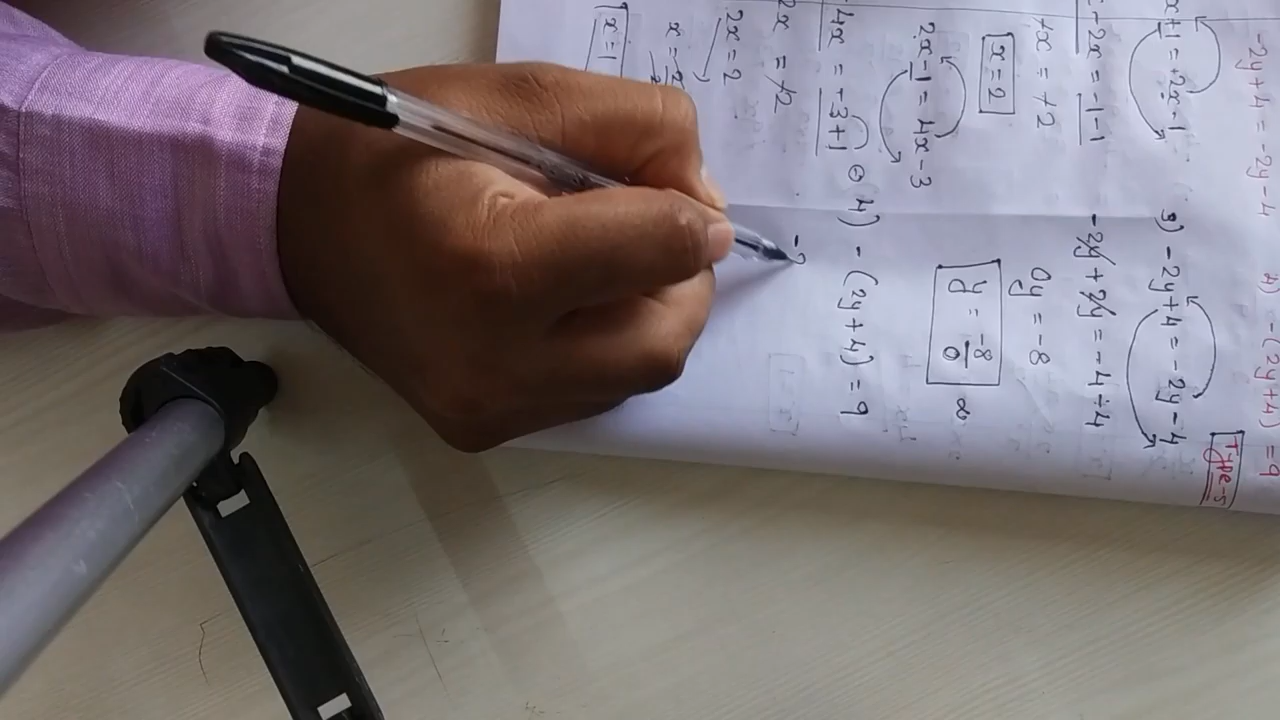 -2y+4 = -2y-4
4) -(2y+4) = 9
Type-5
x+1 = +2x-1
x-2x = -1-1
+x = +2
x = 2
2x-1 = 4x-3
4x = -3+1
2x = +2
2x = 2
x = 1
3) -2y+4 = -2y-4
-2y+2y = -4-4
0y = -8
y = -8/0 ∞
4) -(2y+4) = 9
-2